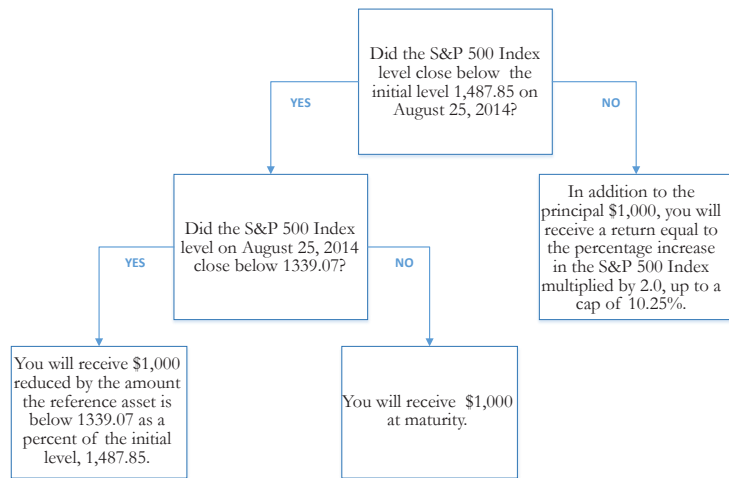 Did the S&P 500 Index
level close below the
initial level 1,487.85 on
August 25, 2014?
YES
NO
Did the S&P 500 Index
level on August 25, 2014
close below 1339.07?
In addition to the
principal $1,000, you will
receive a return equal to
the percentage increase
in the S&P 500 Index
multiplied by 2.0, up to a
cap of 10.25%.
YES
NO
You will receive $1,000
reduced by the amount
the reference asset is
below 1339.07 as a
percent of the initial
level, 1,487.85.
You will receive $1,000
at maturity.